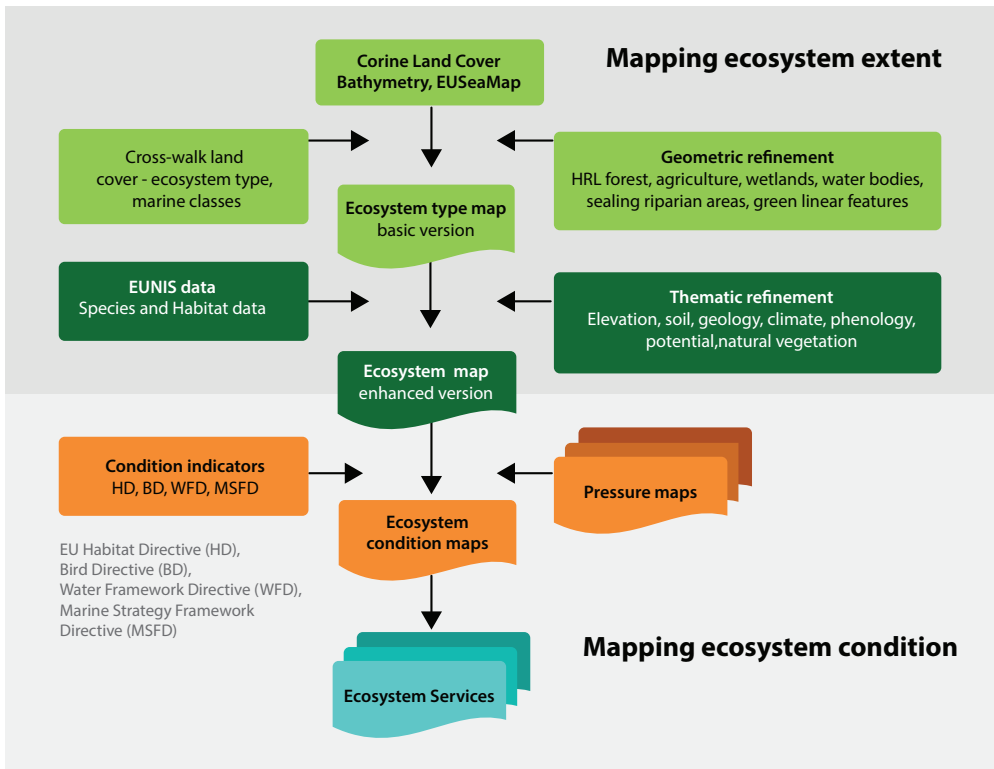 Mapping ecosystem extent
Corine Land Cover
Bathymetry, EUSeaMap
Cross-walk land
cover - ecosystem type,
marine classes
Geometric refinement
HRL forest, agriculture, wetlands, water bodies,
sealing riparian areas, green linear features
Ecosystem type map
basic version
EUNIS data
Species and Habitat data
Thematic refinement
Elevation, soil, geology, climate, phenology,
potential,natural vegetation
Ecosystem map
enhanced version
Condition indicators
HD, BD, WFD, MSFD
Pressure maps
Ecosystem
condition maps
EU Habitat Directive (HD),
Bird Directive (BD),
Water Framework Directive (WFD),
Marine Strategy Framework
Directive (MSFD)
Mapping ecosystem condition
Ecosystem Services